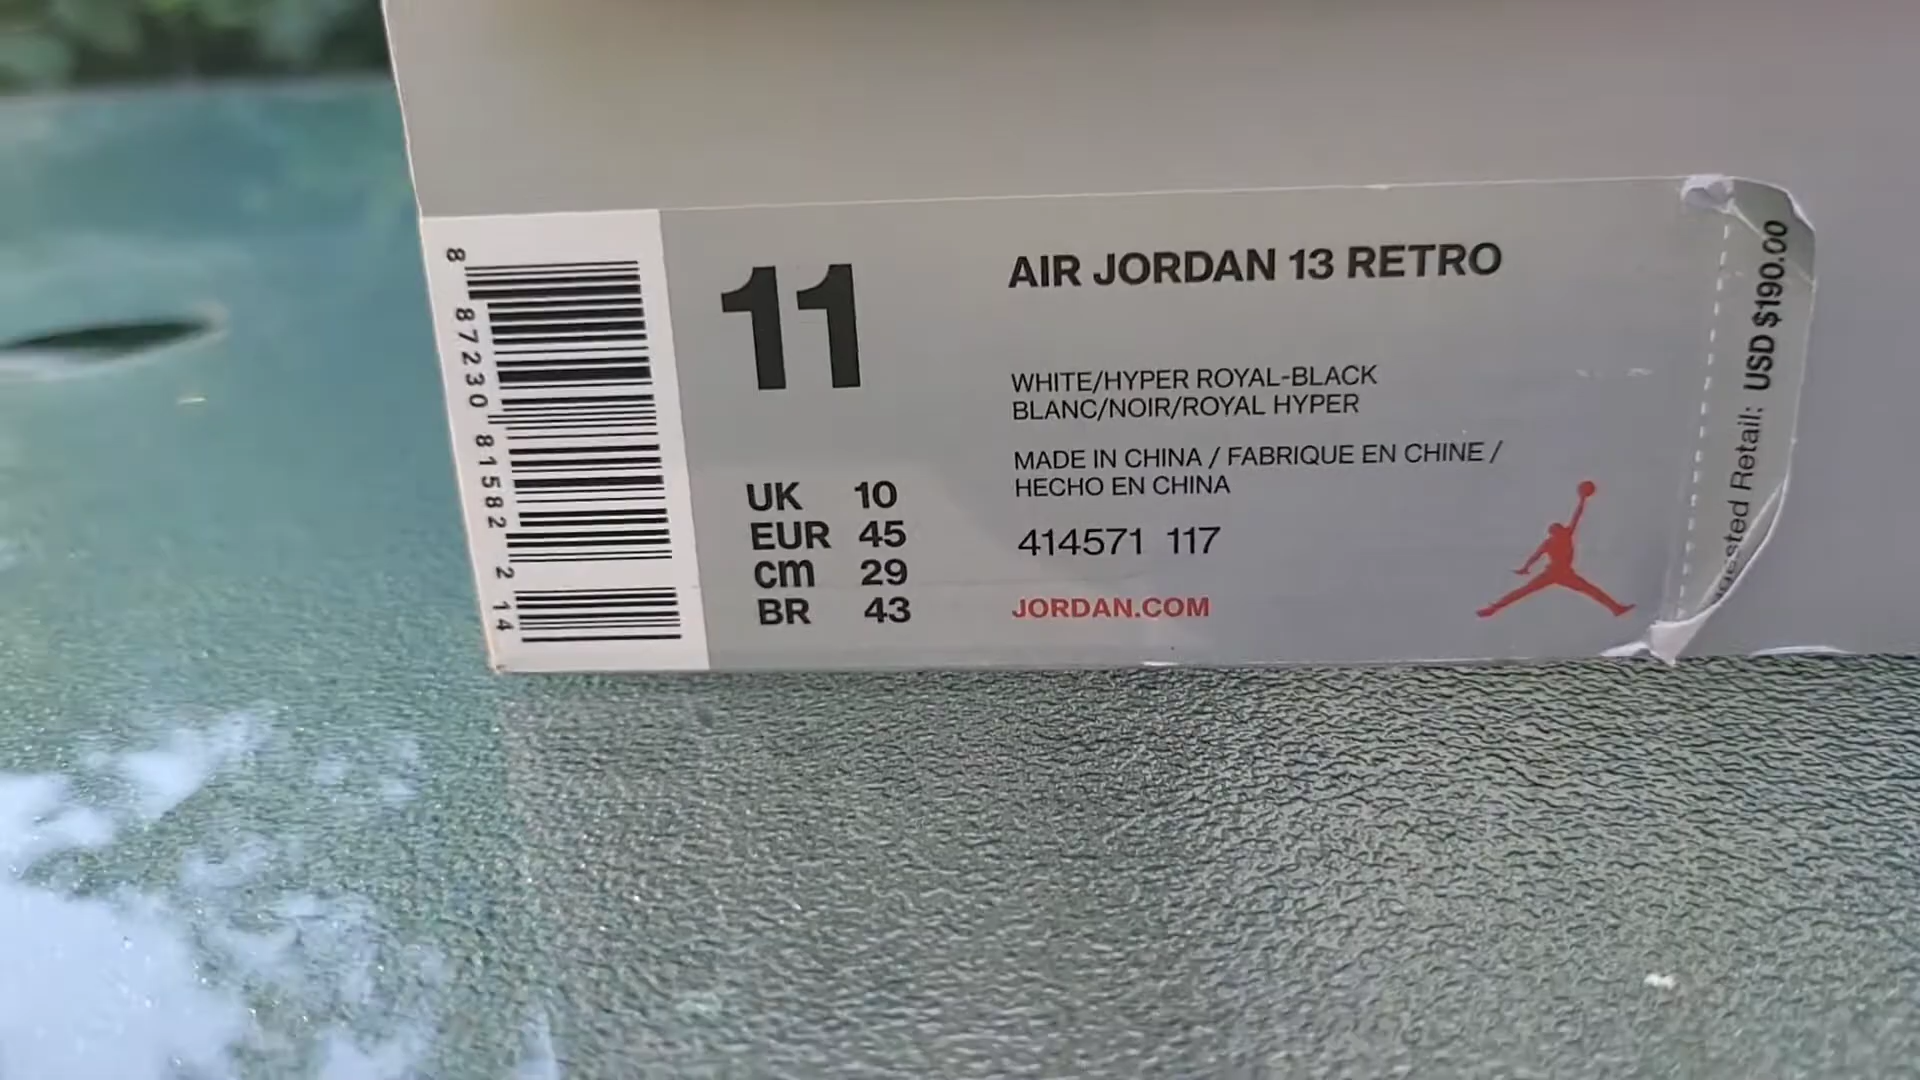 8 87230 81582 2 14
11
UK 10
EUR 45
cm 29
BR 43
AIR JORDAN 13 RETRO
WHITE/HYPER ROYAL-BLACK
BLANC/NOIR/ROYAL HYPER
MADE IN CHINA / FABRIQUE EN CHINE /
HECHO EN CHINA
414571 117
JORDAN.COM
Retail: USD $190.00